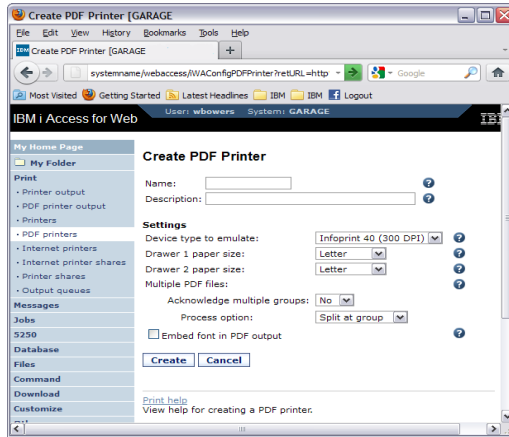 Create PDF Printer [GARAGE
File Edit View History Bookmarks Tools Help
IBM Create PDF Printer [GARAGE +
systemname/webaccess/iWAConfigPDFPrinter?retURL=http Google
Most Visited Getting Started Latest Headlines IBM IBM Logout
User: wbowers System: GARAGE
IBM i Access for Web
IBM
My Home Page
My Folder
Print
· Printer output
· PDF printer output
· Printers
· PDF printers
· Internet printers
· Internet printer shares
· Printer shares
· Output queues
Messages
Jobs
5250
Database
Files
Command
Download
Customize
Create PDF Printer
Name: ?
Description: ?
Settings
Device type to emulate: Infoprint 40 (300 DPI) ?
Drawer 1 paper size: Letter ?
Drawer 2 paper size: Letter ?
Multiple PDF files: ?
Acknowledge multiple groups: No
Process option: Split at group
Embed font in PDF output ?
Create Cancel
Print help
View help for creating a PDF printer.